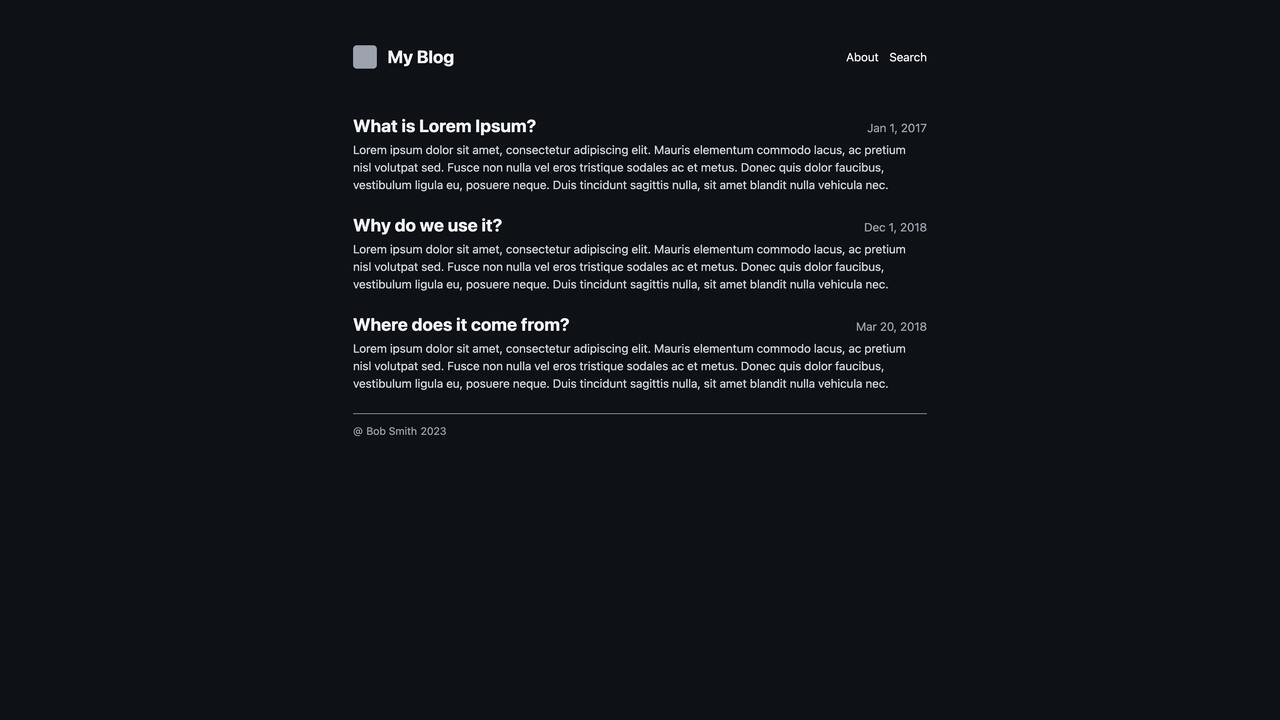 My Blog
About Search
What is Lorem Ipsum?
Jan 1, 2017
Lorem ipsum dolor sit amet, consectetur adipiscing elit. Mauris elementum commodo lacus, ac pretium
nisl volutpat sed. Fusce non nulla vel eros tristique sodales ac et metus. Donec quis dolor faucibus,
vestibulum ligula eu, posuere neque. Duis tincidunt sagittis nulla, sit amet blandit nulla vehicula nec.
Why do we use it?
Dec 1, 2018
Lorem ipsum dolor sit amet, consectetur adipiscing elit. Mauris elementum commodo lacus, ac pretium
nisl volutpat sed. Fusce non nulla vel eros tristique sodales ac et metus. Donec quis dolor faucibus,
vestibulum ligula eu, posuere neque. Duis tincidunt sagittis nulla, sit amet blandit nulla vehicula nec.
Where does it come from?
Mar 20, 2018
Lorem ipsum dolor sit amet, consectetur adipiscing elit. Mauris elementum commodo lacus, ac pretium
nisl volutpat sed. Fusce non nulla vel eros tristique sodales ac et metus. Donec quis dolor faucibus,
vestibulum ligula eu, posuere neque. Duis tincidunt sagittis nulla, sit amet blandit nulla vehicula nec.
@ Bob Smith 2023